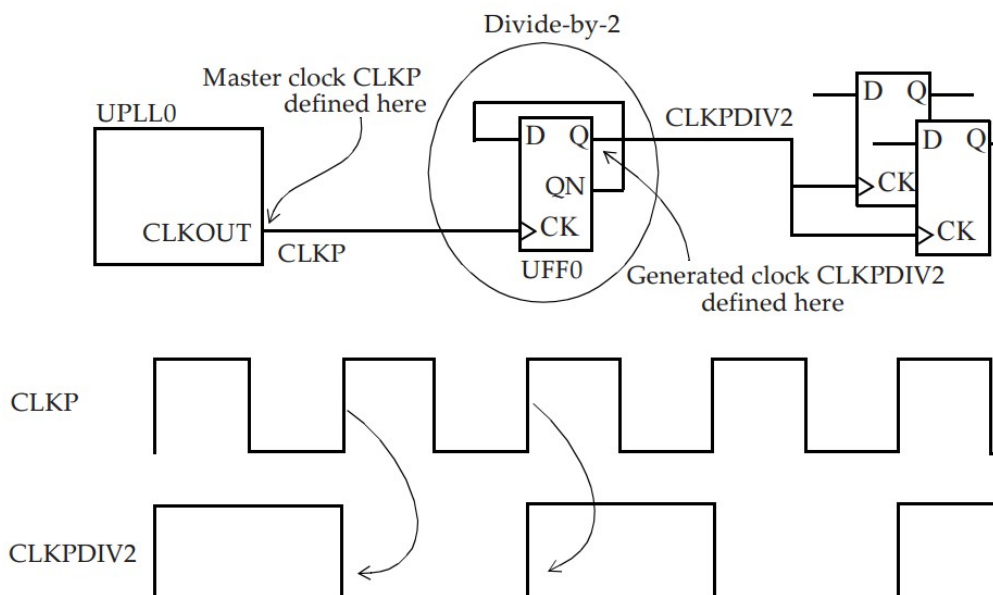 Divide-by-2
Master clock CLKP
defined here
UPLL0
CLKOUT
CLKP
D Q
QN
CK
UFF0
CLKPDIV2
Generated clock CLKPDIV2
defined here
D Q
CK
D Q
CK
CLKP
CLKPDIV2